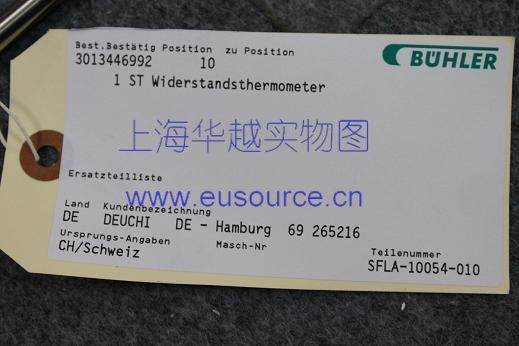 Best.Bestätig Position zu Position
BÜHLER
3013446992 10
1 ST Widerstandsthermometer
上海华越实物图
Ersatzteilliste
www.eusource.cn
Land Kundenbezeichnung
DE DEUCHI DE - Hamburg 69 265216
Ursprungs-Angaben Masch-Nr Teilenummer
CH/Schweiz SFLA-10054-010